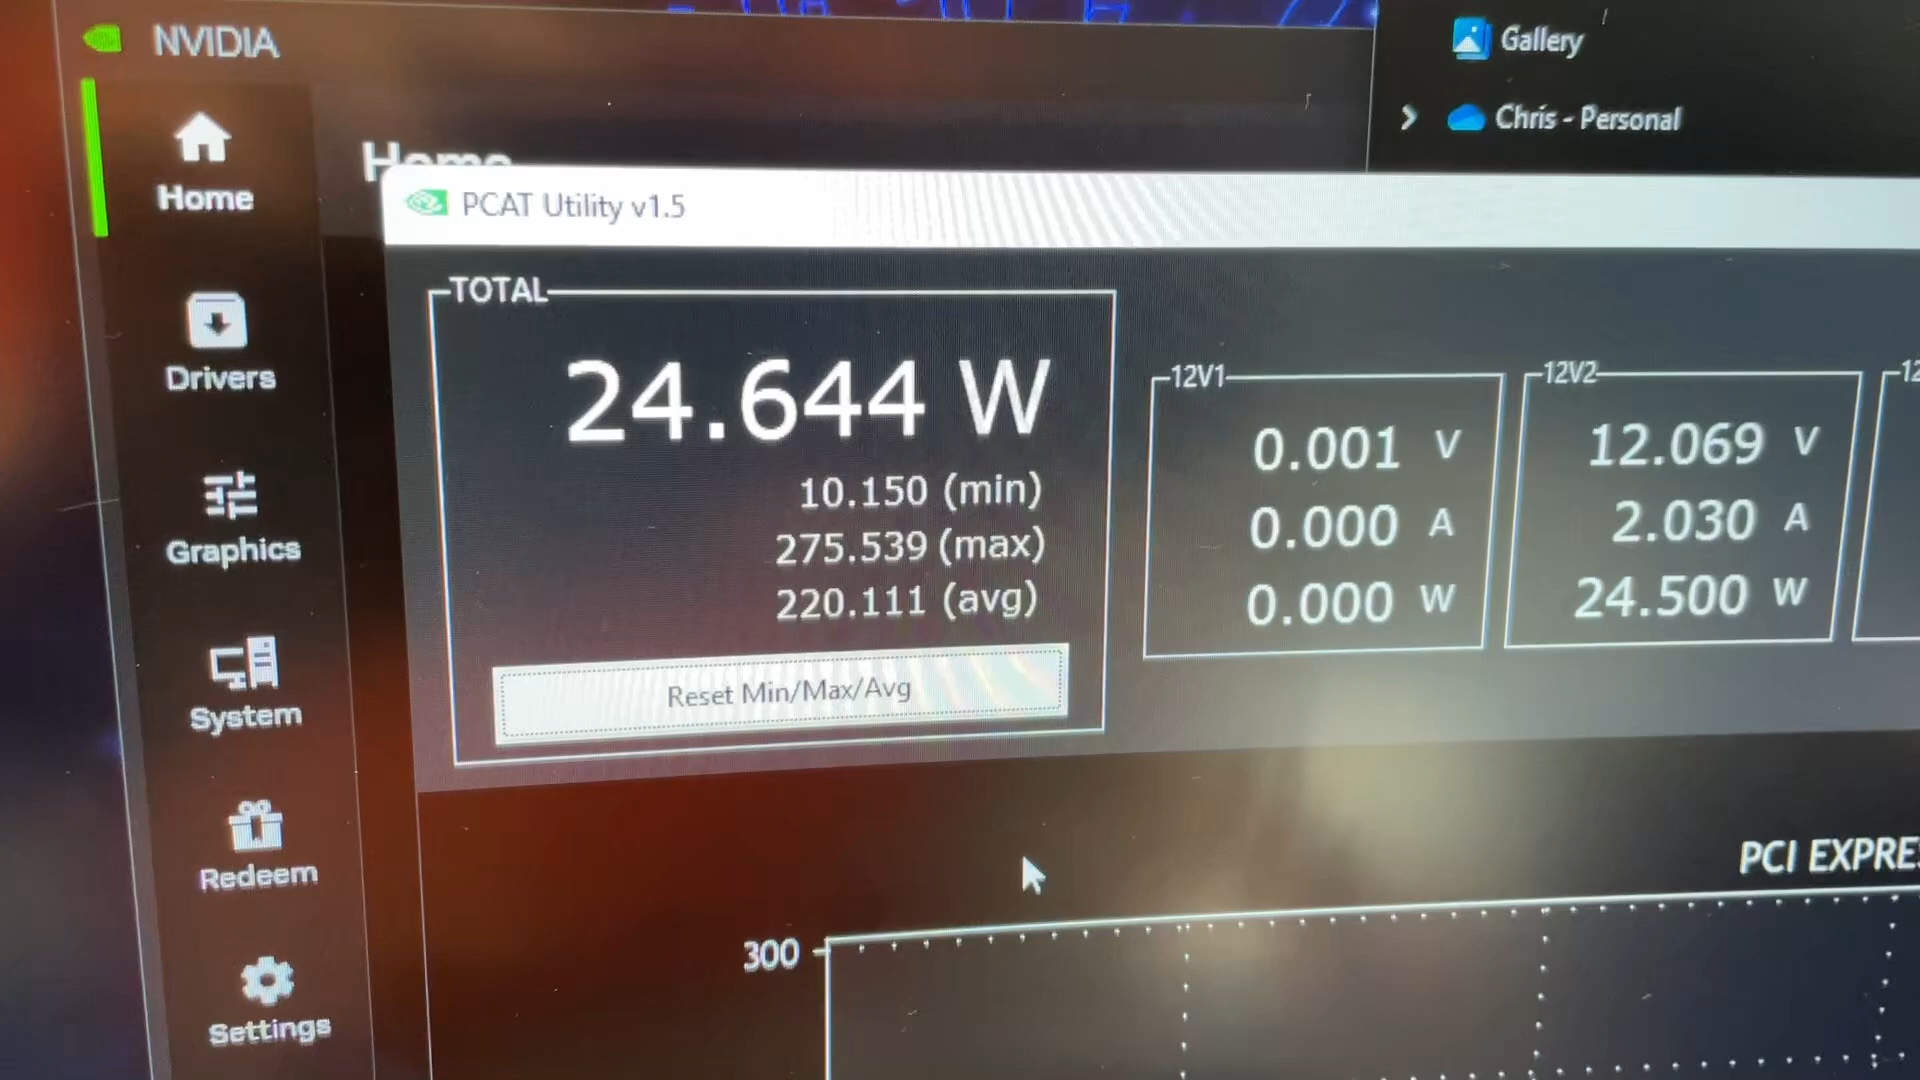 NVIDIA
Home
Drivers
Graphics
System
Redeem
Settings
Home
Gallery
Chris - Personal
PCAT Utility v1.5
TOTAL
24.644 W
10.150 (min)
275.539 (max)
220.111 (avg)
Reset Min/Max/Avg
12V1
0.001 V
0.000 A
0.000 W
12V2
12.069 V
2.030 A
24.500 W
PCI
300